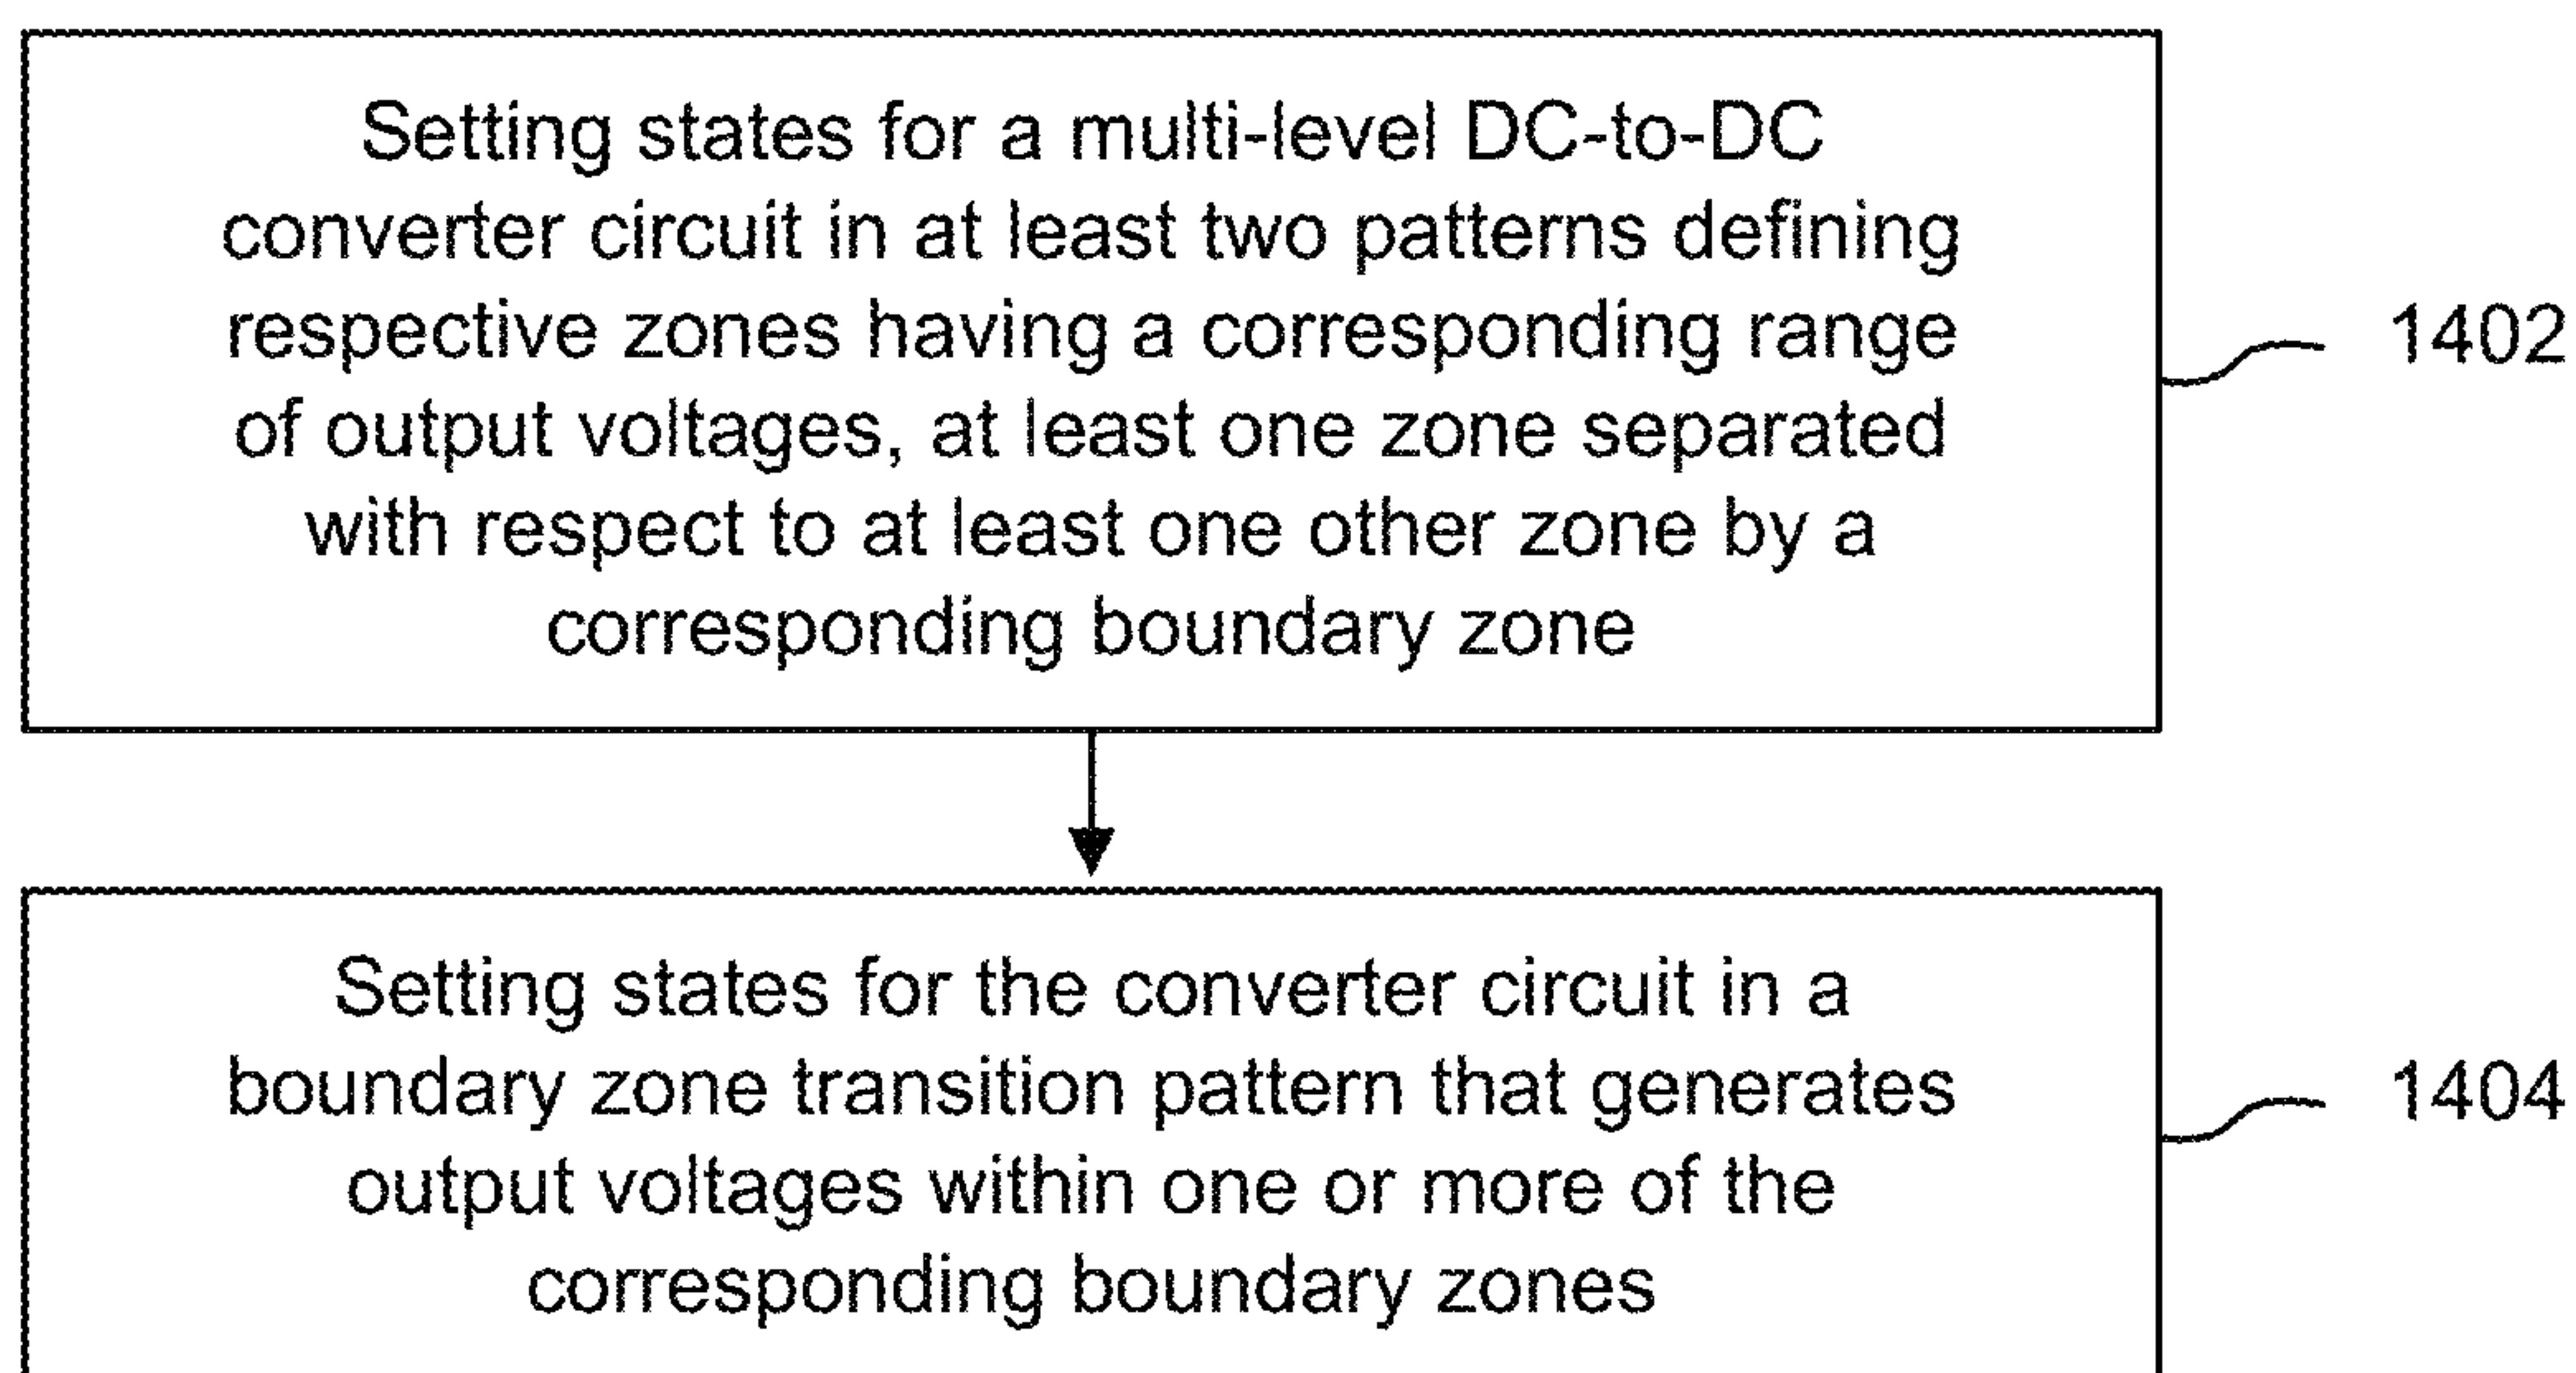 Setting states for a multi-level DC-to-DC
converter circuit in at least two patterns defining
respective zones having a corresponding range
of output voltages, at least one zone separated
with respect to at least one other zone by a
corresponding boundary zone
1402
Setting states for the converter circuit in a
boundary zone transition pattern that generates
output voltages within one or more of the
corresponding boundary zones
1404